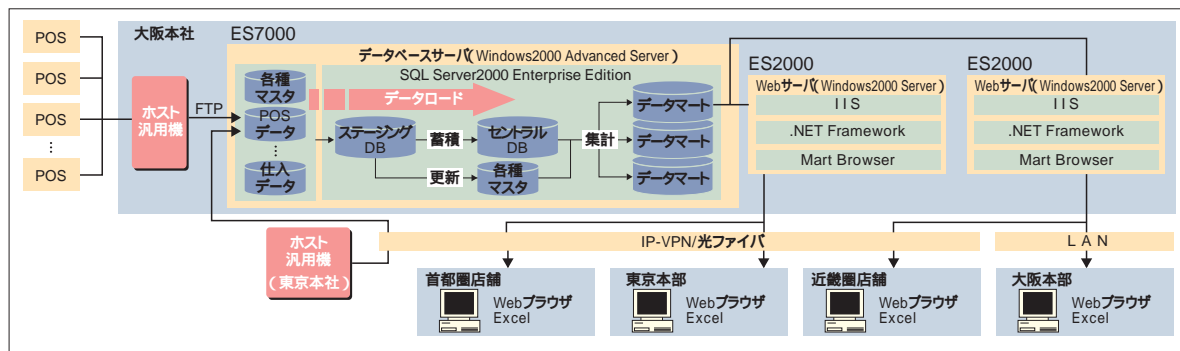 POS
POS
POS
POS
大阪本社
ホスト
汎用機
FTP
ES7000
データベースサーバ(Windows2000 Advanced Server)
SQL Server2000 Enterprise Edition
各種
マスタ
POS
データ
…
仕入
データ
データロード
ステージング
DB
蓄積
更新
セントラル
DB
各種
マスタ
集計
データマート
データマート
データマート
ES2000
Webサーバ(Windows2000 Server)
IIS
.NET Framework
Mart Browser
ES2000
Webサーバ(Windows2000 Server)
IIS
.NET Framework
Mart Browser
ホスト
汎用機
(東京本社)
IP-VPN/光ファイバ
LAN
首都圏店舗
Webブラウザ
Excel
東京本部
Webブラウザ
Excel
近畿圏店舗
Webブラウザ
Excel
大阪本部
Webブラウザ
Excel